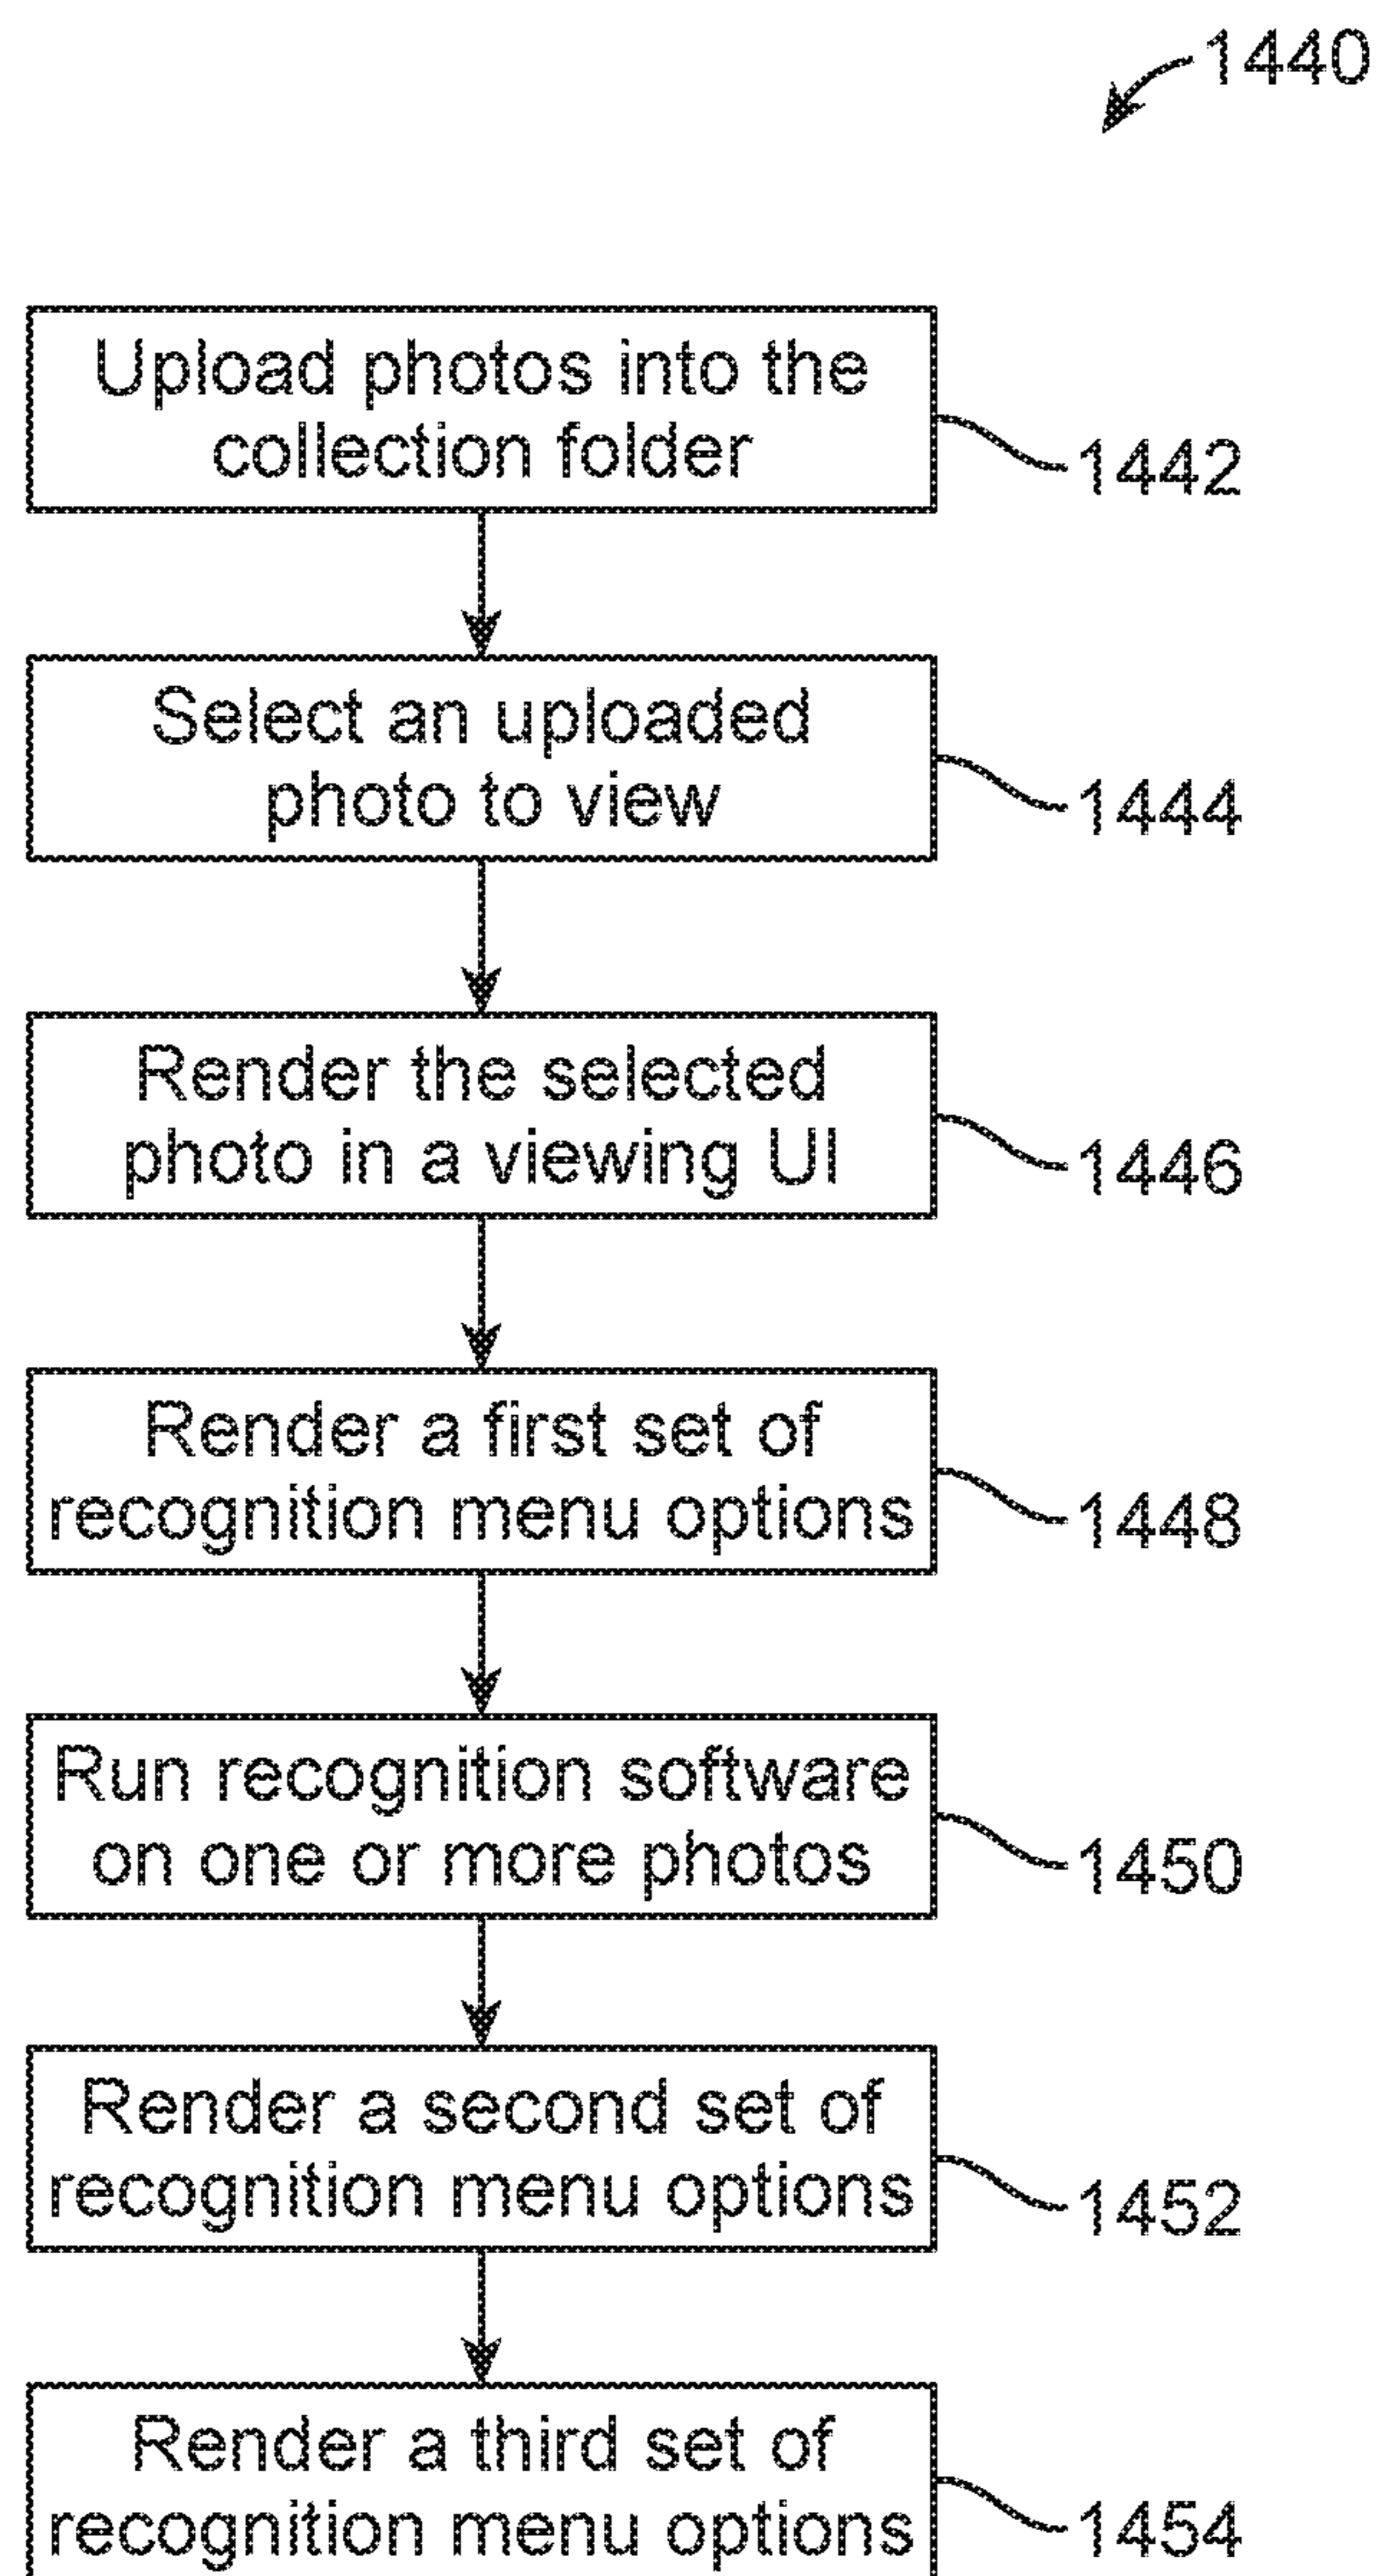 1440
Upload photos into the
collection folder
1442
Select an uploaded
photo to view
1444
Render the selected
photo in a viewing UI
1446
Render a first set of
recognition menu options
1448
Run recognition software
on one or more photos
1450
Render a second set of
recognition menu options
1452
Render a third set of
recognition menu options
1454